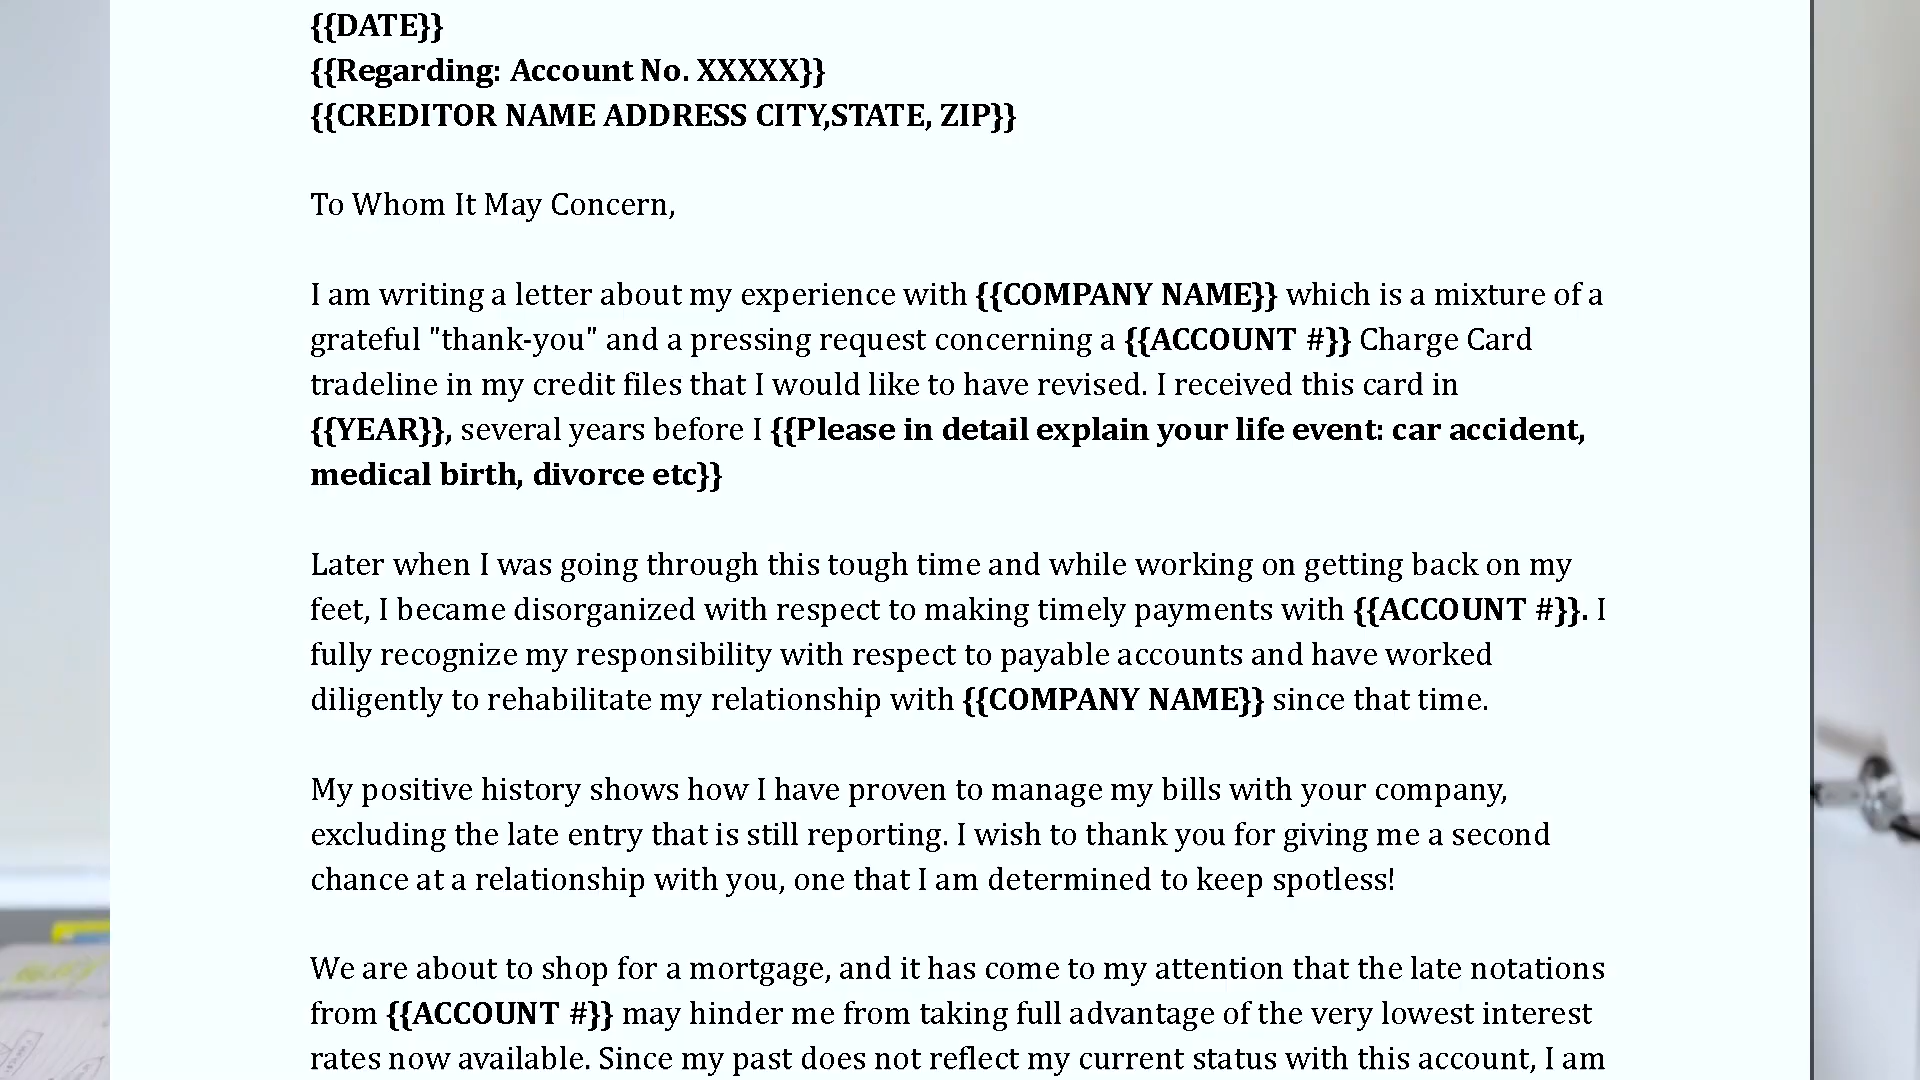 {{DATE}}
{{Regarding: Account No. XXXXX}}
{{CREDITOR NAME ADDRESS CITY,STATE, ZIP}}
To Whom It May Concern,
I am writing a letter about my experience with {{COMPANY NAME}} which is a mixture of a
grateful "thank-you" and a pressing request concerning a {{ACCOUNT #}} Charge Card
tradeline in my credit files that I would like to have revised. I received this card in
{{YEAR}}, several years before I {{Please in detail explain your life event: car accident,
medical birth, divorce etc}}
Later when I was going through this tough time and while working on getting back on my
feet, I became disorganized with respect to making timely payments with {{ACCOUNT #}}. I
fully recognize my responsibility with respect to payable accounts and have worked
diligently to rehabilitate my relationship with {{COMPANY NAME}} since that time.
My positive history shows how I have proven to manage my bills with your company,
excluding the late entry that is still reporting. I wish to thank you for giving me a second
chance at a relationship with you, one that I am determined to keep spotless!
We are about to shop for a mortgage, and it has come to my attention that the late notations
from {{ACCOUNT #}} may hinder me from taking full advantage of the very lowest interest
rates now available. Since my past does not reflect my current status with this account, I am